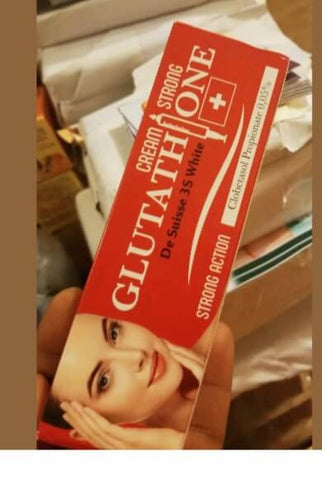 CREAM STRONG
GLUTATHIONE
De Suisse 3S White
Clobetasol Propionate 0,05%
STRONG ACTION